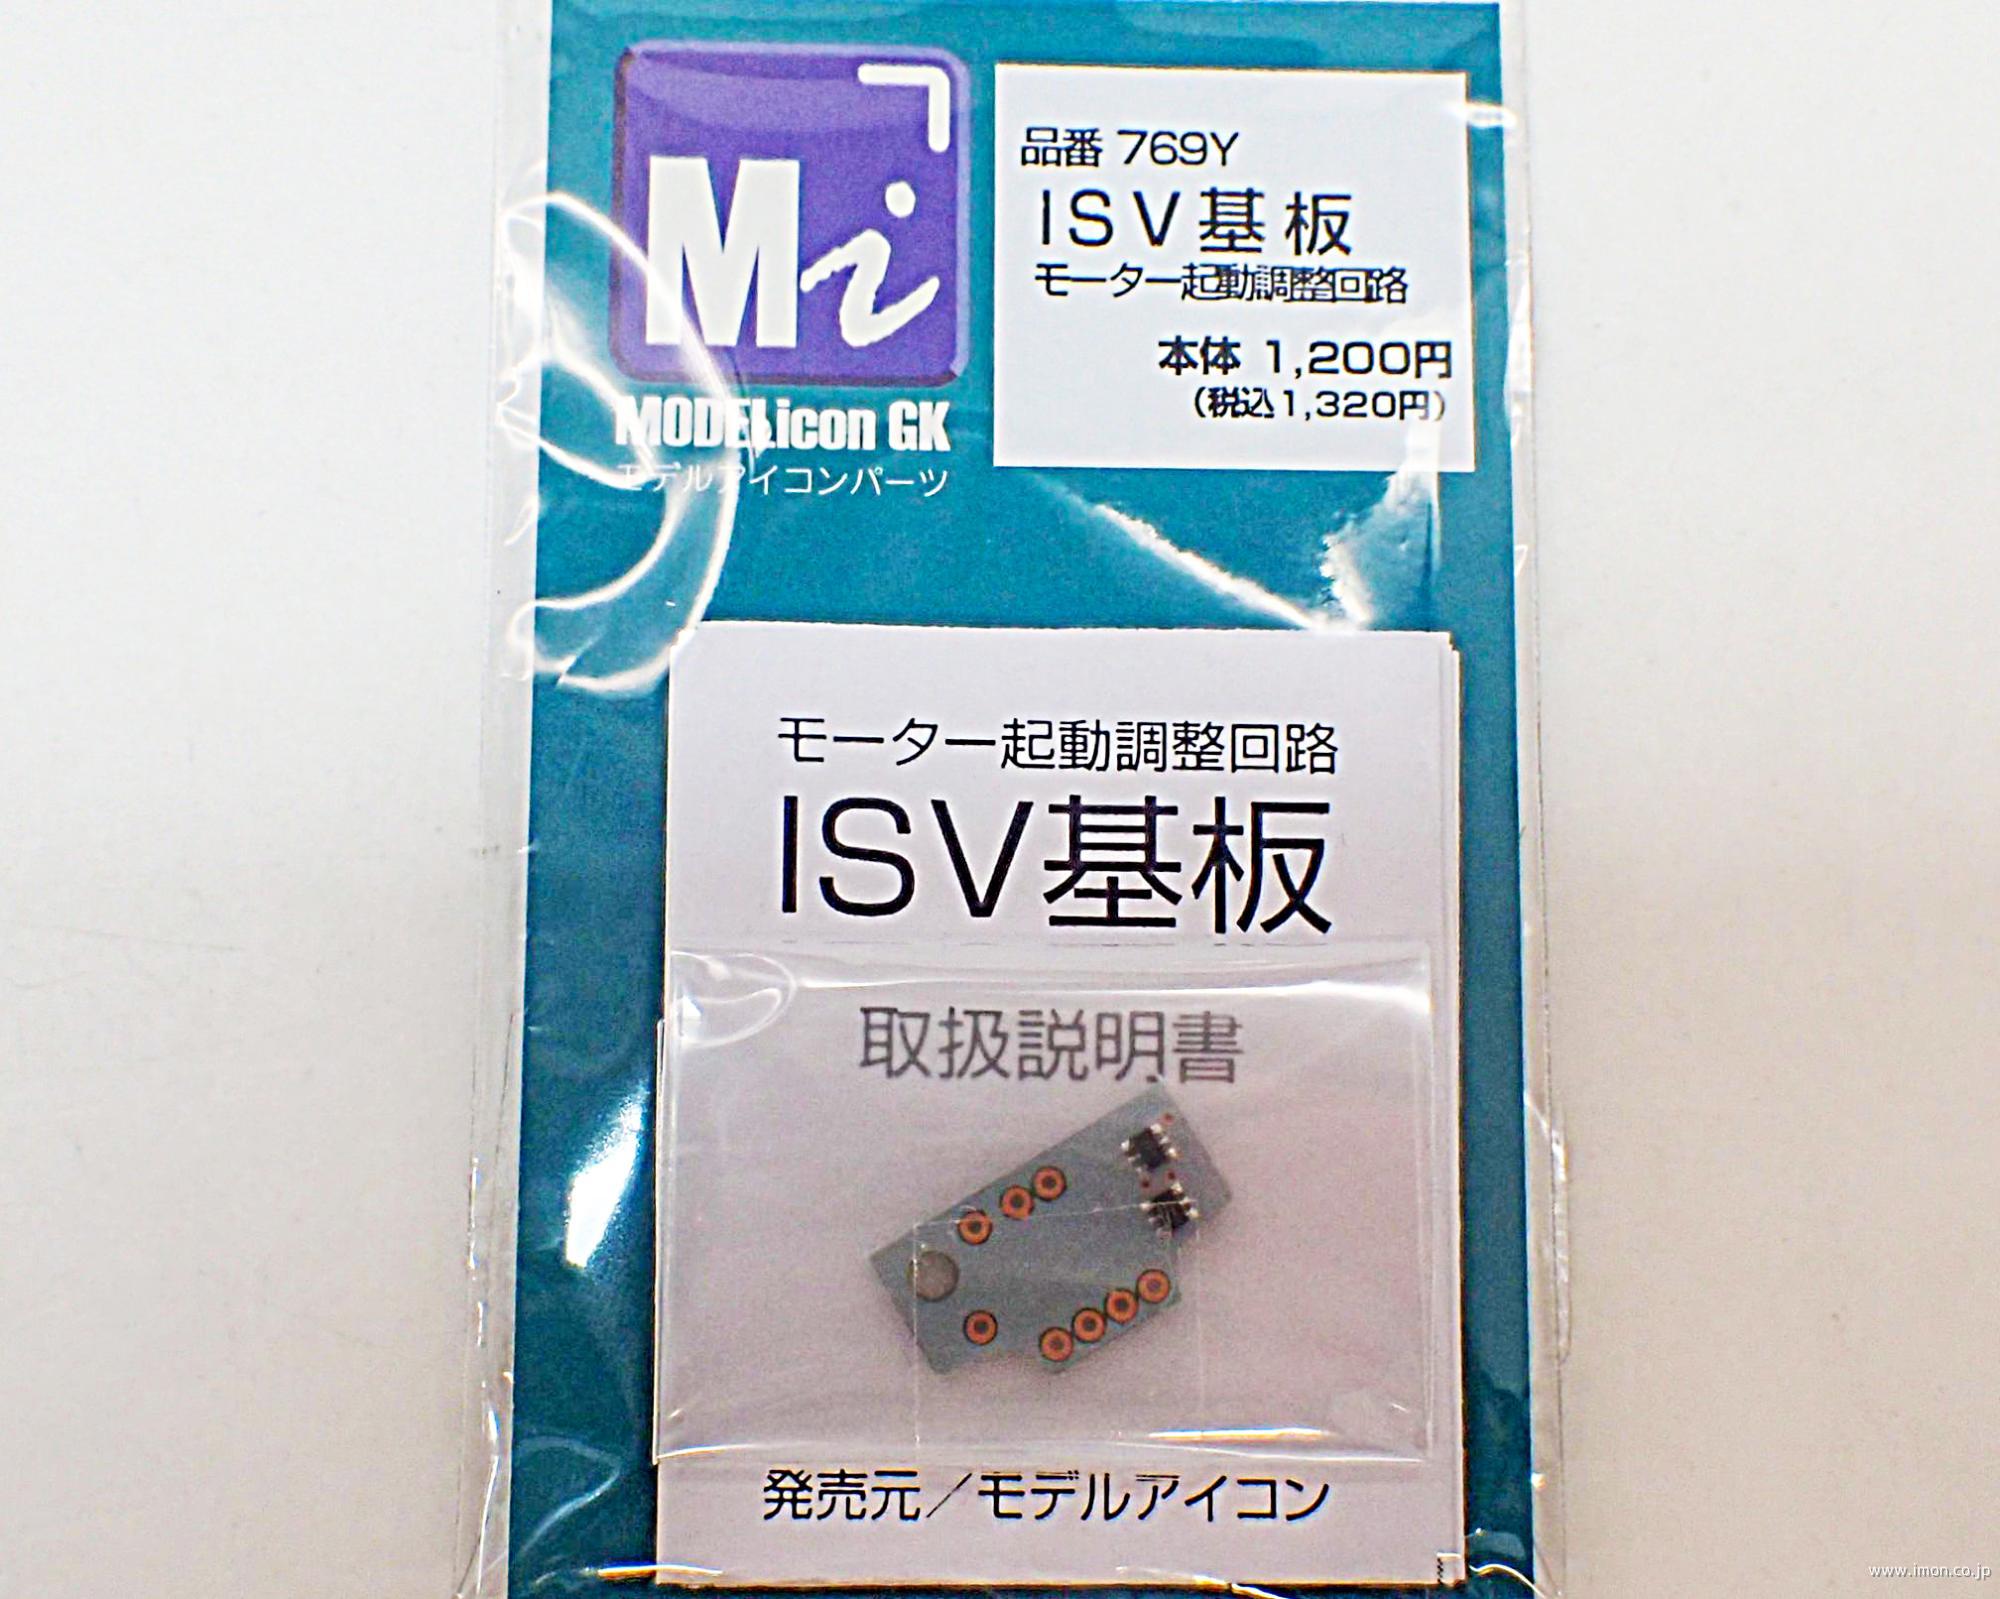 Mi
MODELicon GK
モデルアイコンパーツ
品番 769Y
ISV基板
モーター起動調整回路
本体 1,200円
(税込1,320円)
モーター起動調整回路
ISV基板
取扱説明書
発売元／モデルアイコン
www.imon.co.jp